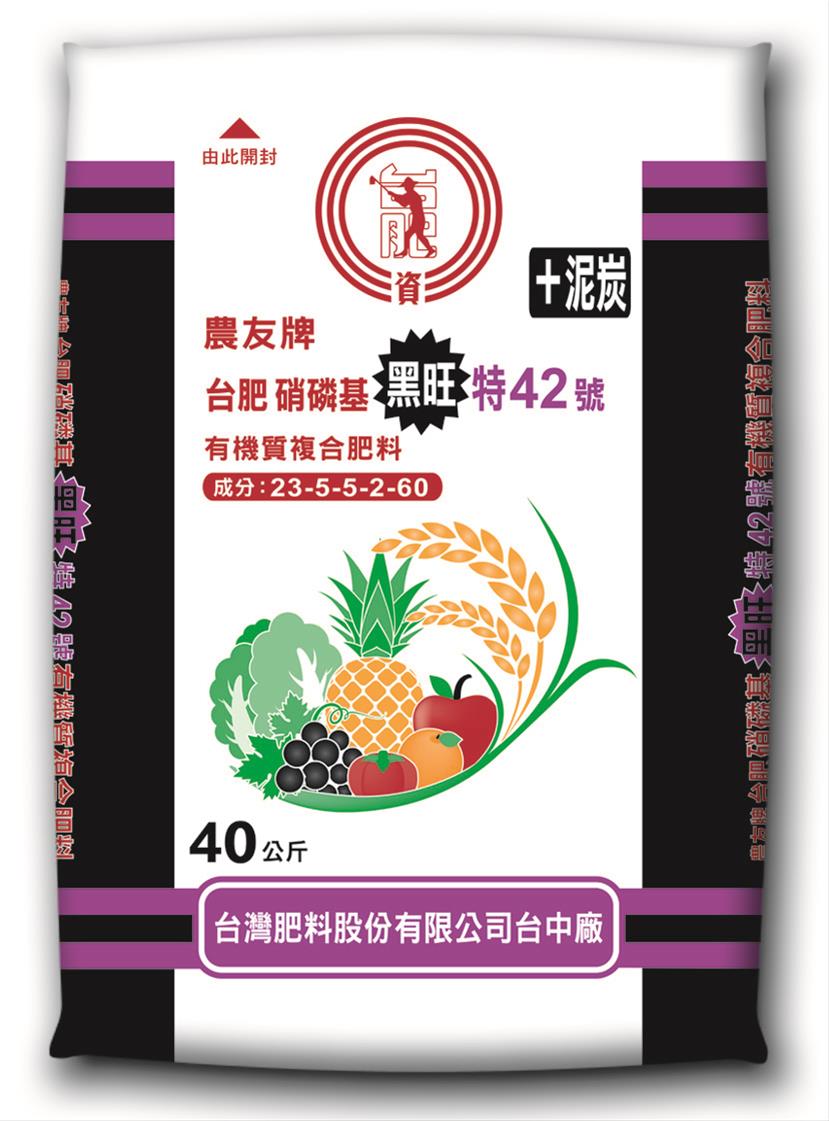 由此開封
台肥
資
+泥炭
農友牌
台肥 硝磷基 黑旺 特42號
有機質複合肥料
成分:23-5-5-2-60
40公斤
台灣肥料股份有限公司台中廠
農友牌 台肥 硝磷基 黑旺 特42號 有機質複合肥料
農友牌 台肥 硝磷基 黑旺 特42號 有機質複合肥料